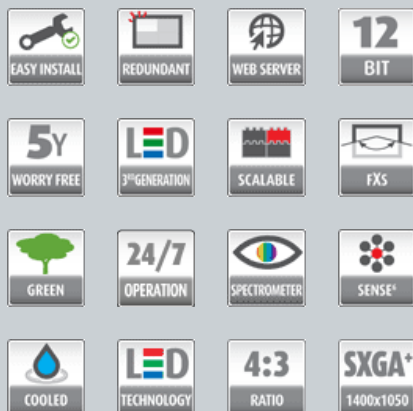 EASY INSTALL
REDUNDANT
WEB SERVER
12
BIT
5Y
WORRY FREE
LED
3RD GENERATION
SCALABLE
FXS
GREEN
24/7
OPERATION
SPECTROMETER
SENSE⁶
COOLED
LED
TECHNOLOGY
4:3
RATIO
SXGA+
1400x1050